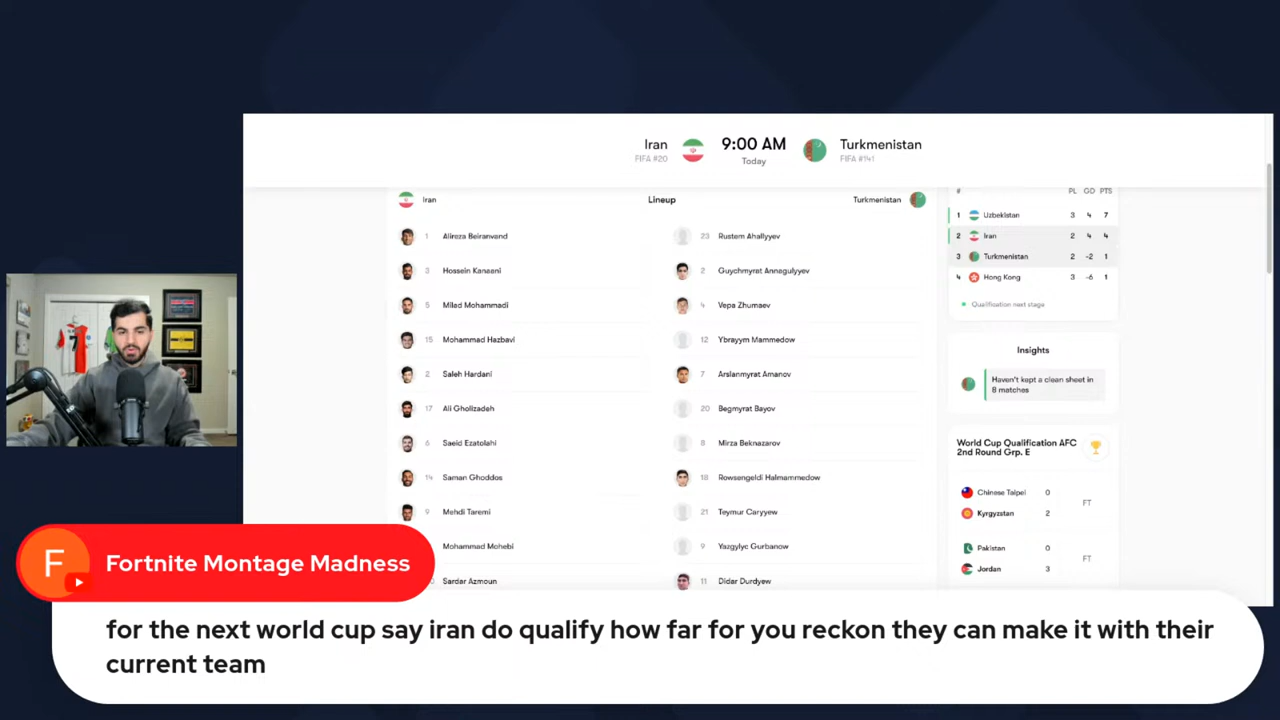 Iran
FIFA #20
9:00 AM
Today
Turkmenistan
FIFA #141
Iran
Lineup
Turkmenistan
1 Alireza Beiranvand
23 Rustem Ahallyyev
3 Hossein Kanaani
2 Guychmyrat Annagulyyev
5 Milad Mohammadi
4 Vepa Zhumaev
15 Mohammad Hazbavi
12 Ybrayym Mammedow
2 Saleh Hardani
7 Arslanmyrat Amanov
17 Ali Gholizadeh
20 Begmyrat Bayov
6 Saeid Ezatolahi
8 Mirza Beknazarov
14 Saman Ghoddos
18 Rowsengeldi Halmammedow
9 Mehdi Taremi
21 Teymur Caryyew
Mohammad Mohebi
9 Yazgylyc Gurbanow
Sardar Azmoun
11 Didar Durdyew
# PL GD PTS
1 Uzbekistan 3 4 7
2 Iran 2 4 4
3 Turkmenistan 2 -2 1
4 Hong Kong 3 -6 1
Qualification next stage
Insights
Haven't kept a clean sheet in
8 matches
World Cup Qualification AFC
2nd Round Grp. E
Chinese Taipei 0
FT
Kyrgyzstan 2
Pakistan 0
FT
Jordan 3
F
Fortnite Montage Madness
for the next world cup say iran do qualify how far for you reckon they can make it with their
current team